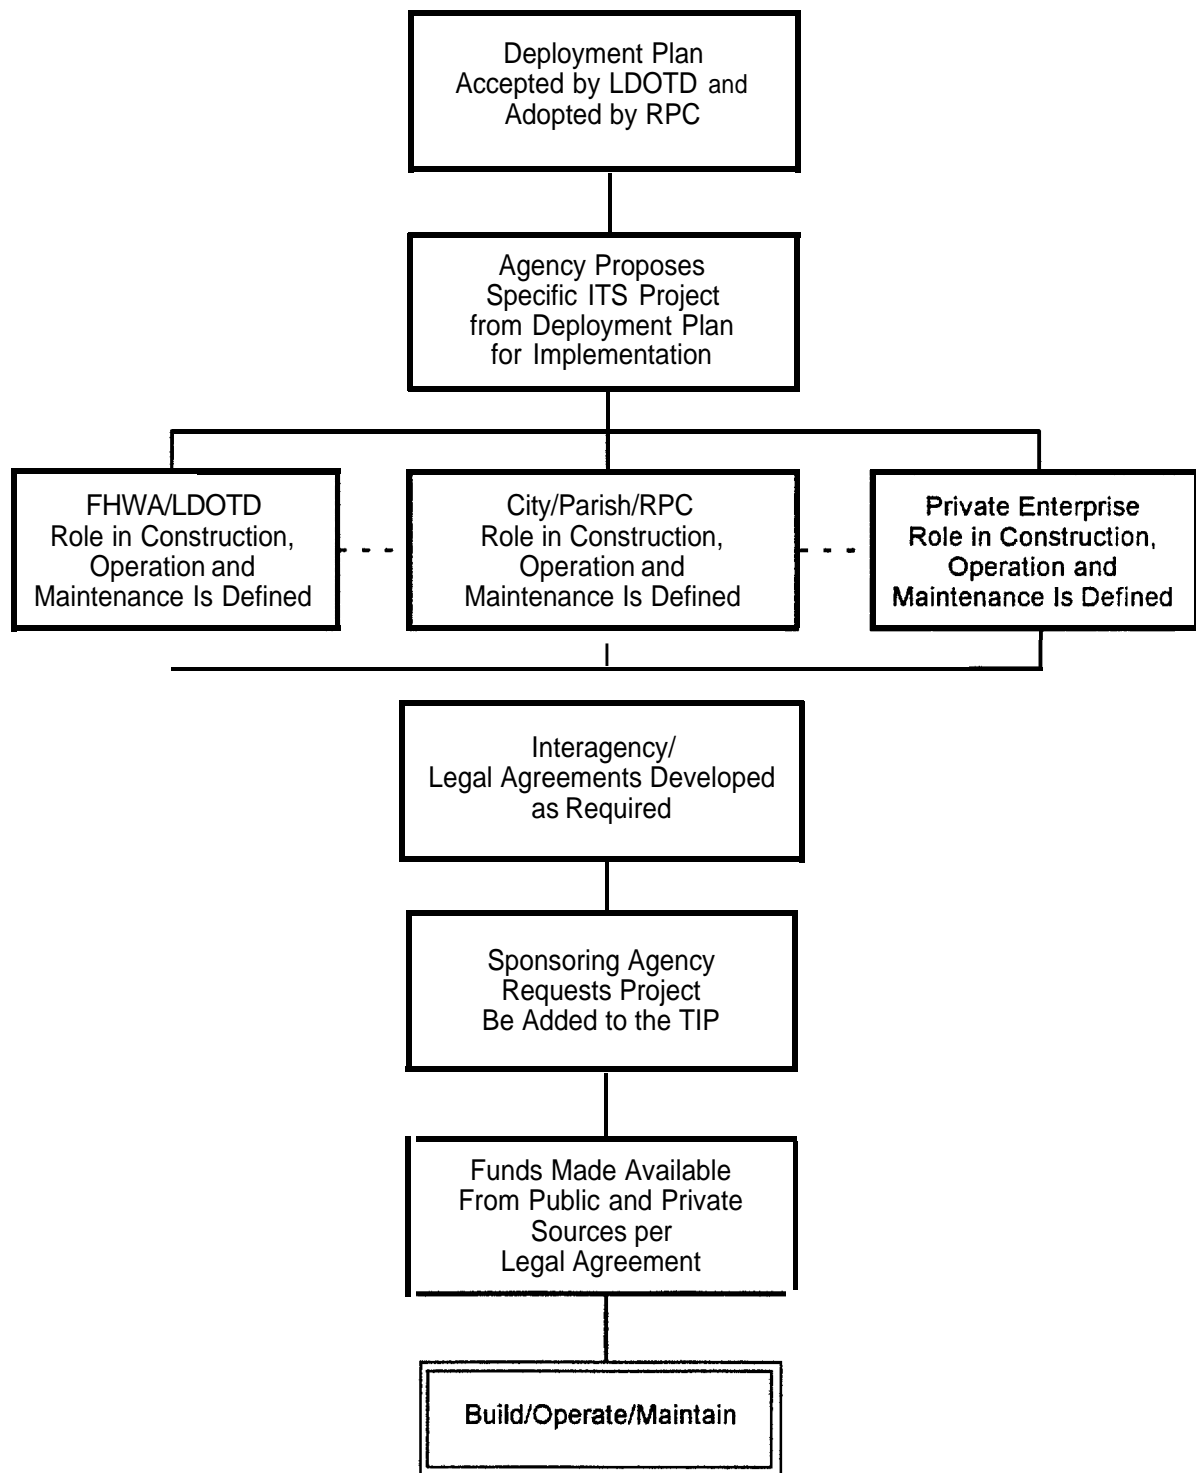 Deployment Plan
Accepted by LDOTD and
Adopted by RPC
Agency Proposes
Specific ITS Project
from Deployment Plan
for Implementation
FHWA/LDOTD
Role in Construction,
Operation and
Maintenance Is Defined
City/Parish/RPC
Role in Construction,
Operation and
Maintenance Is Defined
Private Enterprise
Role in Construction,
Operation and
Maintenance Is Defined
Interagency/
Legal Agreements Developed
as Required
Sponsoring Agency
Requests Project
Be Added to the TIP
Funds Made Available
From Public and Private
Sources per
Legal Agreement
Build/Operate/Maintain